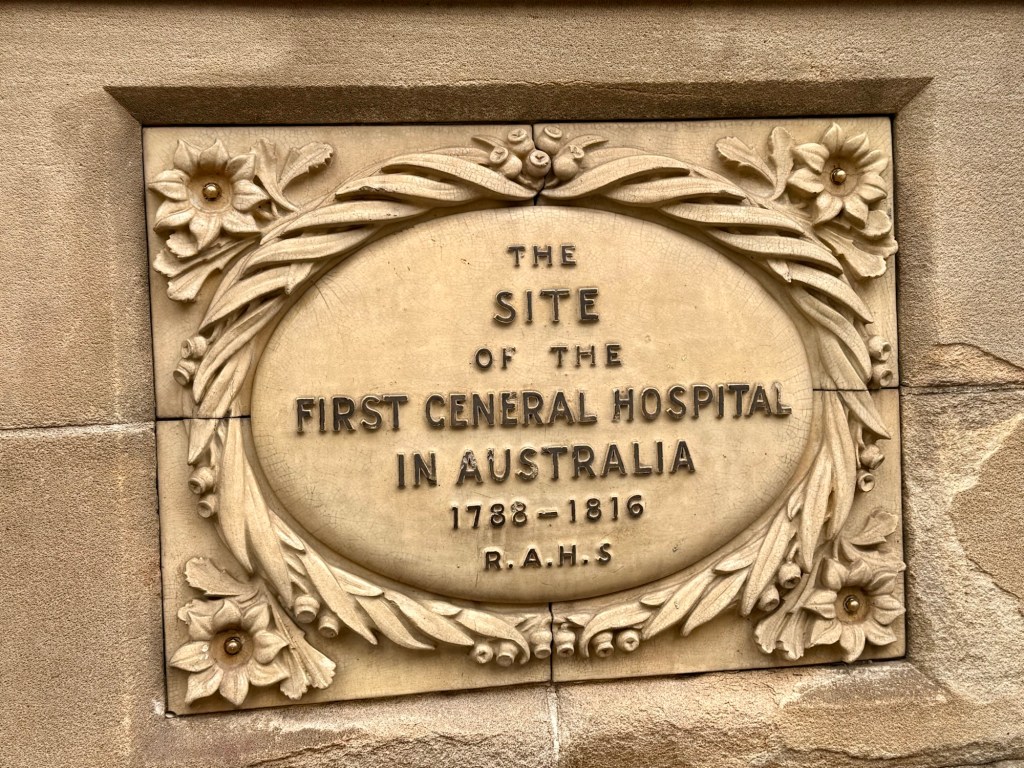 THE
SITE
OF THE
FIRST GENERAL HOSPITAL
IN AUSTRALIA
1788-1816
R.A.H.S